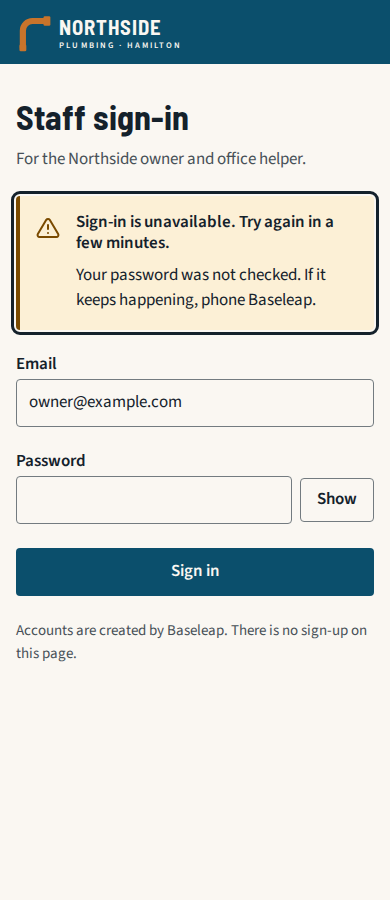 NORTHSIDE
PLUMBING · HAMILTON
Staff sign-in
For the Northside owner and office helper.
Sign-in is unavailable. Try again in a
few minutes.
Your password was not checked. If it
keeps happening, phone Baseleap.
Email
owner@example.com
Password
Show
Sign in
Accounts are created by Baseleap. There is no sign-up on
this page.